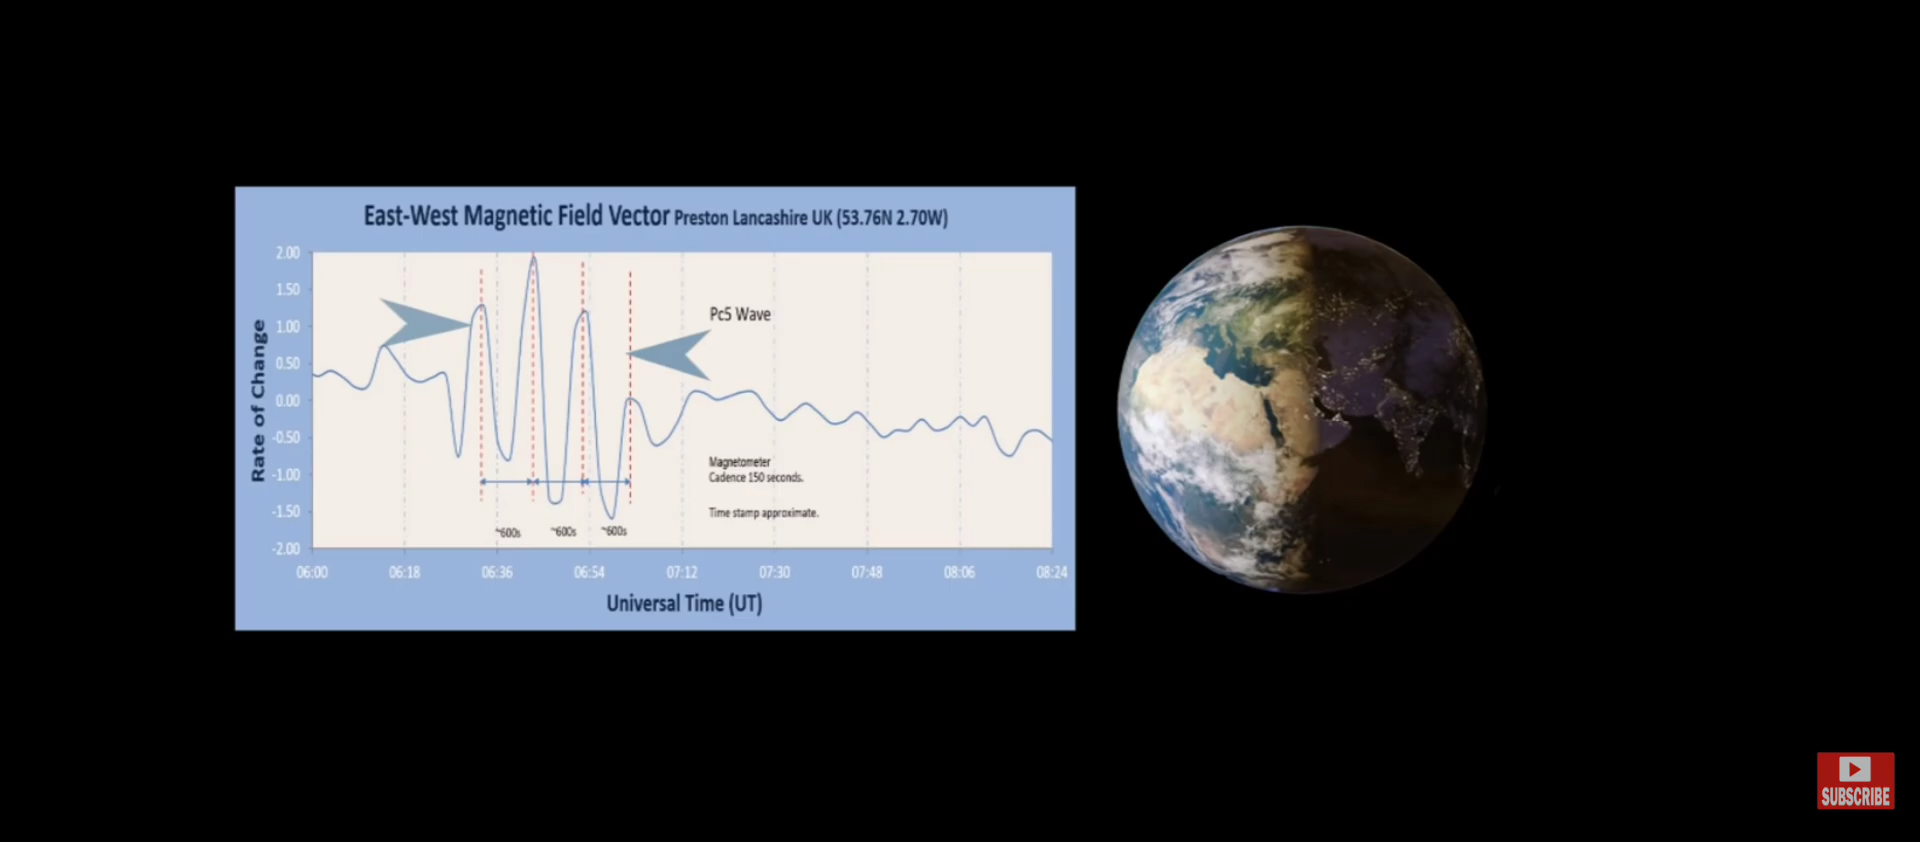 East-West Magnetic Field Vector Preston Lancashire UK (53.76N 2.70W)
Rate of Change
2.00
1.50
1.00
0.50
0.00
-0.50
-1.00
-1.50
-2.00
Pc5 Wave
Magnetometer
Cadence 150 seconds.
Time stamp approximate.
~600s ~600s ~600s
06:00 06:18 06:36 06:54 07:12 07:30 07:48 08:06 08:24
Universal Time (UT)
SUBSCRIBE